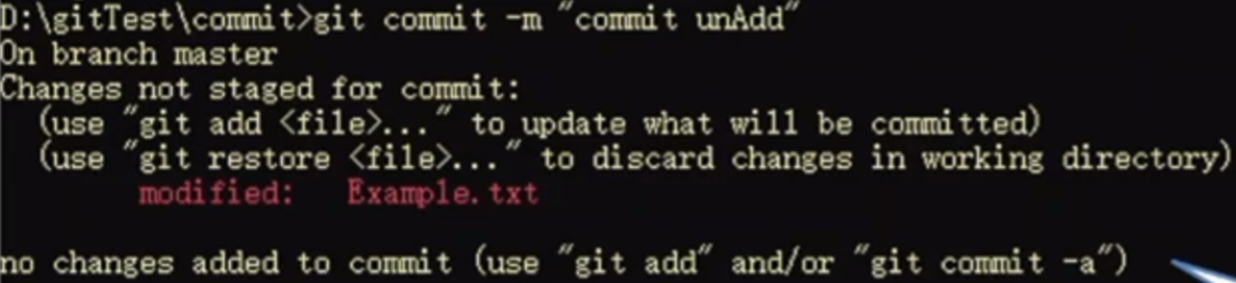 D:\gitTest\commit>git commit -m "commit unAdd"
On branch master
Changes not staged for commit:
(use "git add <file>..." to update what will be committed)
(use "git restore <file>..." to discard changes in working directory)
modified: Example.txt
no changes added to commit (use "git add" and/or "git commit -a")